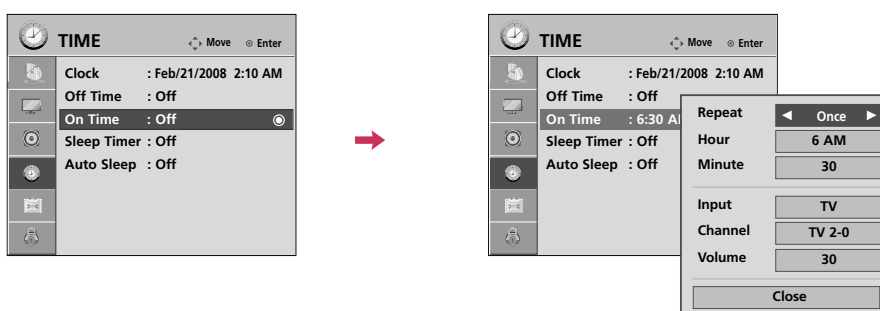 TIME
Move
Enter
Clock : Feb/21/2008 2:10 AM
Off Time : Off
On Time : Off
Sleep Timer : Off
Auto Sleep : Off
TIME
Move
Enter
Clock : Feb/21/2008 2:10 AM
Off Time : Off
On Time : 6:30 A
Sleep Timer : Off
Auto Sleep : Off
Repeat ◀ Once ▶
Hour 6 AM
Minute 30
Input TV
Channel TV 2-0
Volume 30
Close